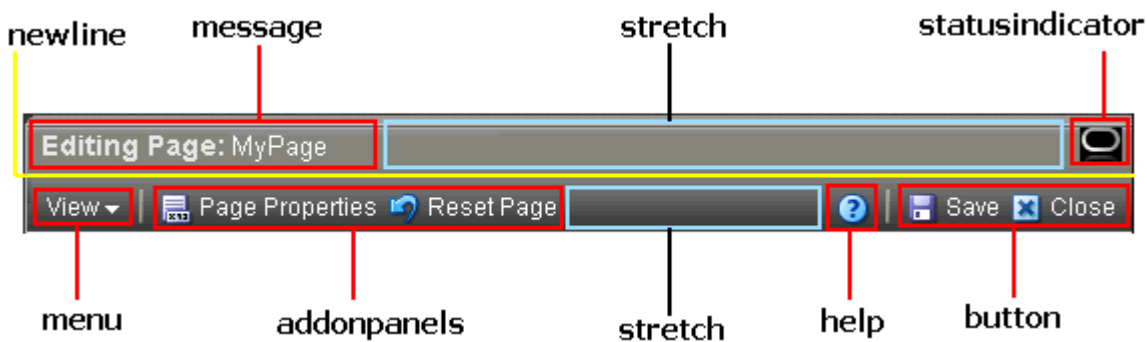 newline message stretch statusindicator
Editing Page: MyPage
View Page Properties Reset Page ? Save Close
menu addonpanels stretch help button